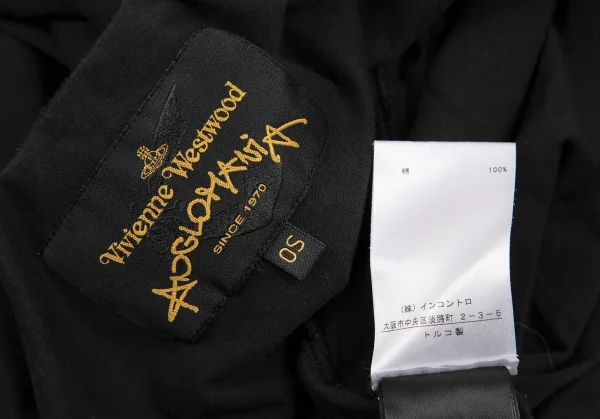 Vivienne Westwood
ANGLOMANIA
SINCE 1970
OS
綿 100%
(株) インコントロ
大阪市中央区淡路町 2-3-5
トルコ製